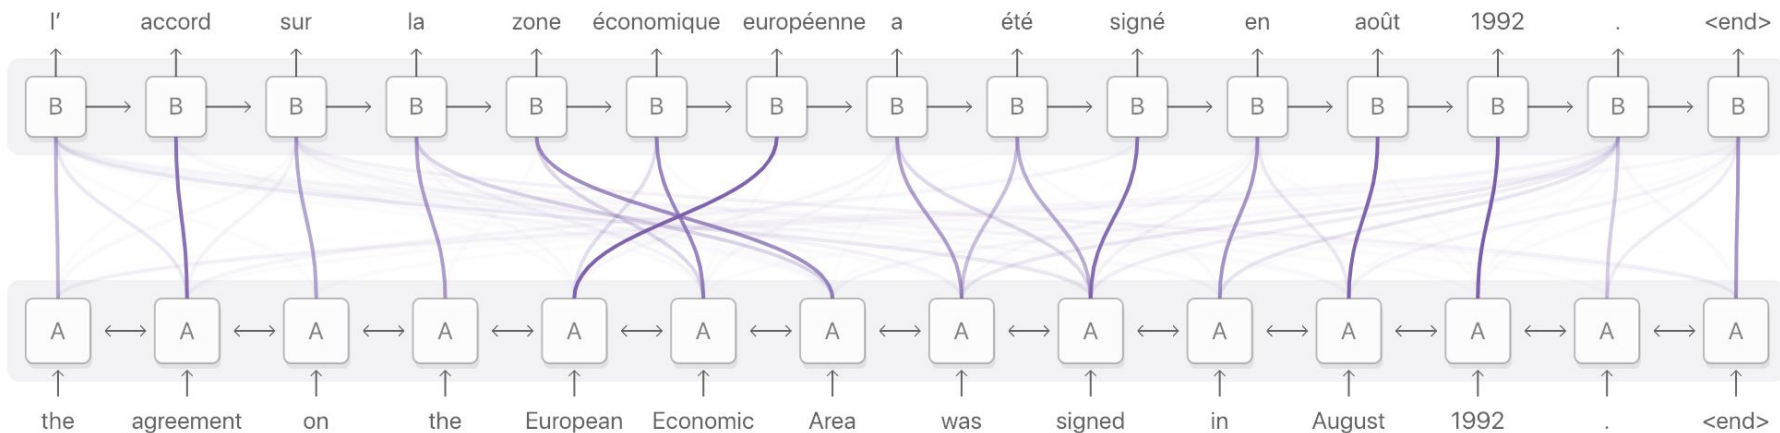 l' accord sur la zone économique européenne a été signé en août 1992 . <end>
B B B B B B B B B B B B B B B
A A A A A A A A A A A A A A
the agreement on the European Economic Area was signed in August 1992 . <end>